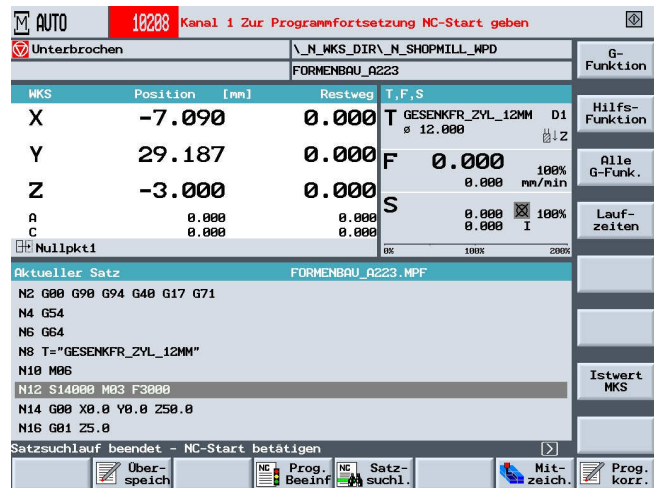 M AUTO 10208 Kanal 1 Zur Programmfortsetzung NC-Start geben
Unterbrochen \_N_WKS_DIR\_N_SHOPMILL_WPD
FORMENBAU_A223
G-
Funktion
WKS Position [mm] Restweg T,F,S
X -7.090 0.000 T GESENKFR_ZYL_12MM D1
ø 12.000 Z
Hilfs-
Funktion
Y 29.187 0.000 F 0.000 100%
0.000 mm/min
Alle
G-Funk.
Z -3.000 0.000
S 0.000 100%
0.000 I
A 0.000 0.000
C 0.000 0.000
Lauf-
zeiten
Nullpkt1 0% 100% 200%
Aktueller Satz FORMENBAU_A223.MPF
N2 G00 G90 G94 G40 G17 G71
N4 G54
N6 G64
N8 T="GESENKFR_ZYL_12MM"
N10 M06
N12 S14000 M03 F3000
N14 G00 X0.0 Y0.0 Z50.0
N16 G01 Z5.0
Istwert
MKS
Satzsuchlauf beendet - NC-Start betätigen
Über-
speich
NC Prog.
Beeinf
NC Satz-
suchl.
Mit-
zeich.
Prog.
korr.